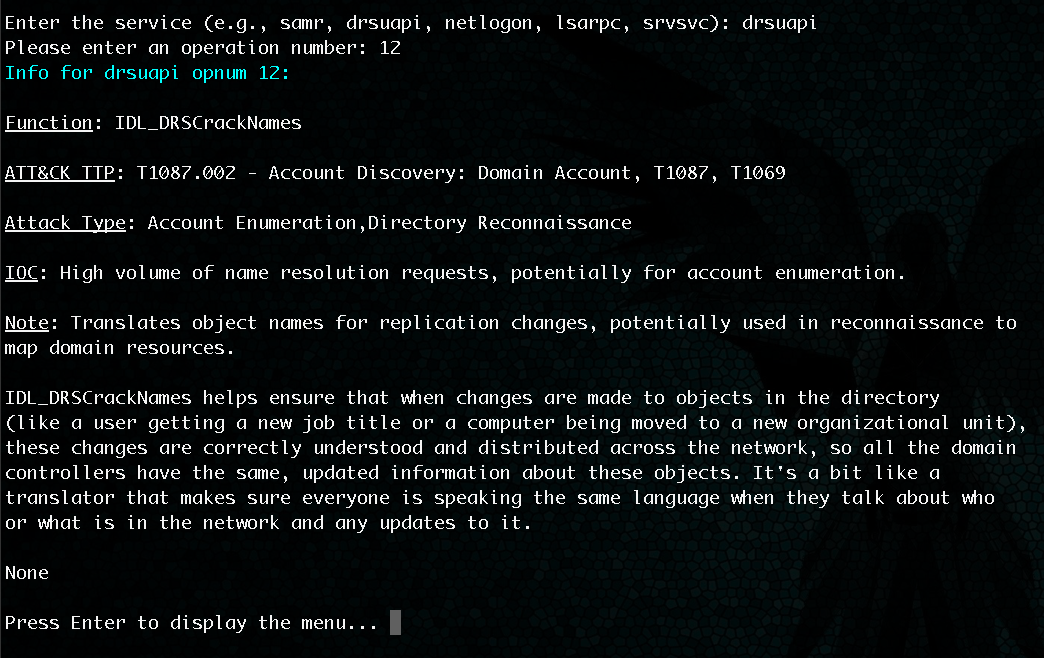 Enter the service (e.g., samr, drsuapi, netlogon, lsarpc, srvsvc): drsuapi
Please enter an operation number: 12
Info for drsuapi opnum 12:
Function: IDL_DRSCrackNames
ATT&CK TTP: T1087.002 - Account Discovery: Domain Account, T1087, T1069
Attack Type: Account Enumeration,Directory Reconnaissance
IOC: High volume of name resolution requests, potentially for account enumeration.
Note: Translates object names for replication changes, potentially used in reconnaissance to
map domain resources.
IDL_DRSCrackNames helps ensure that when changes are made to objects in the directory
(like a user getting a new job title or a computer being moved to a new organizational unit),
these changes are correctly understood and distributed across the network, so all the domain
controllers have the same, updated information about these objects. It's a bit like a
translator that makes sure everyone is speaking the same language when they talk about who
or what is in the network and any updates to it.
None
Press Enter to display the menu...